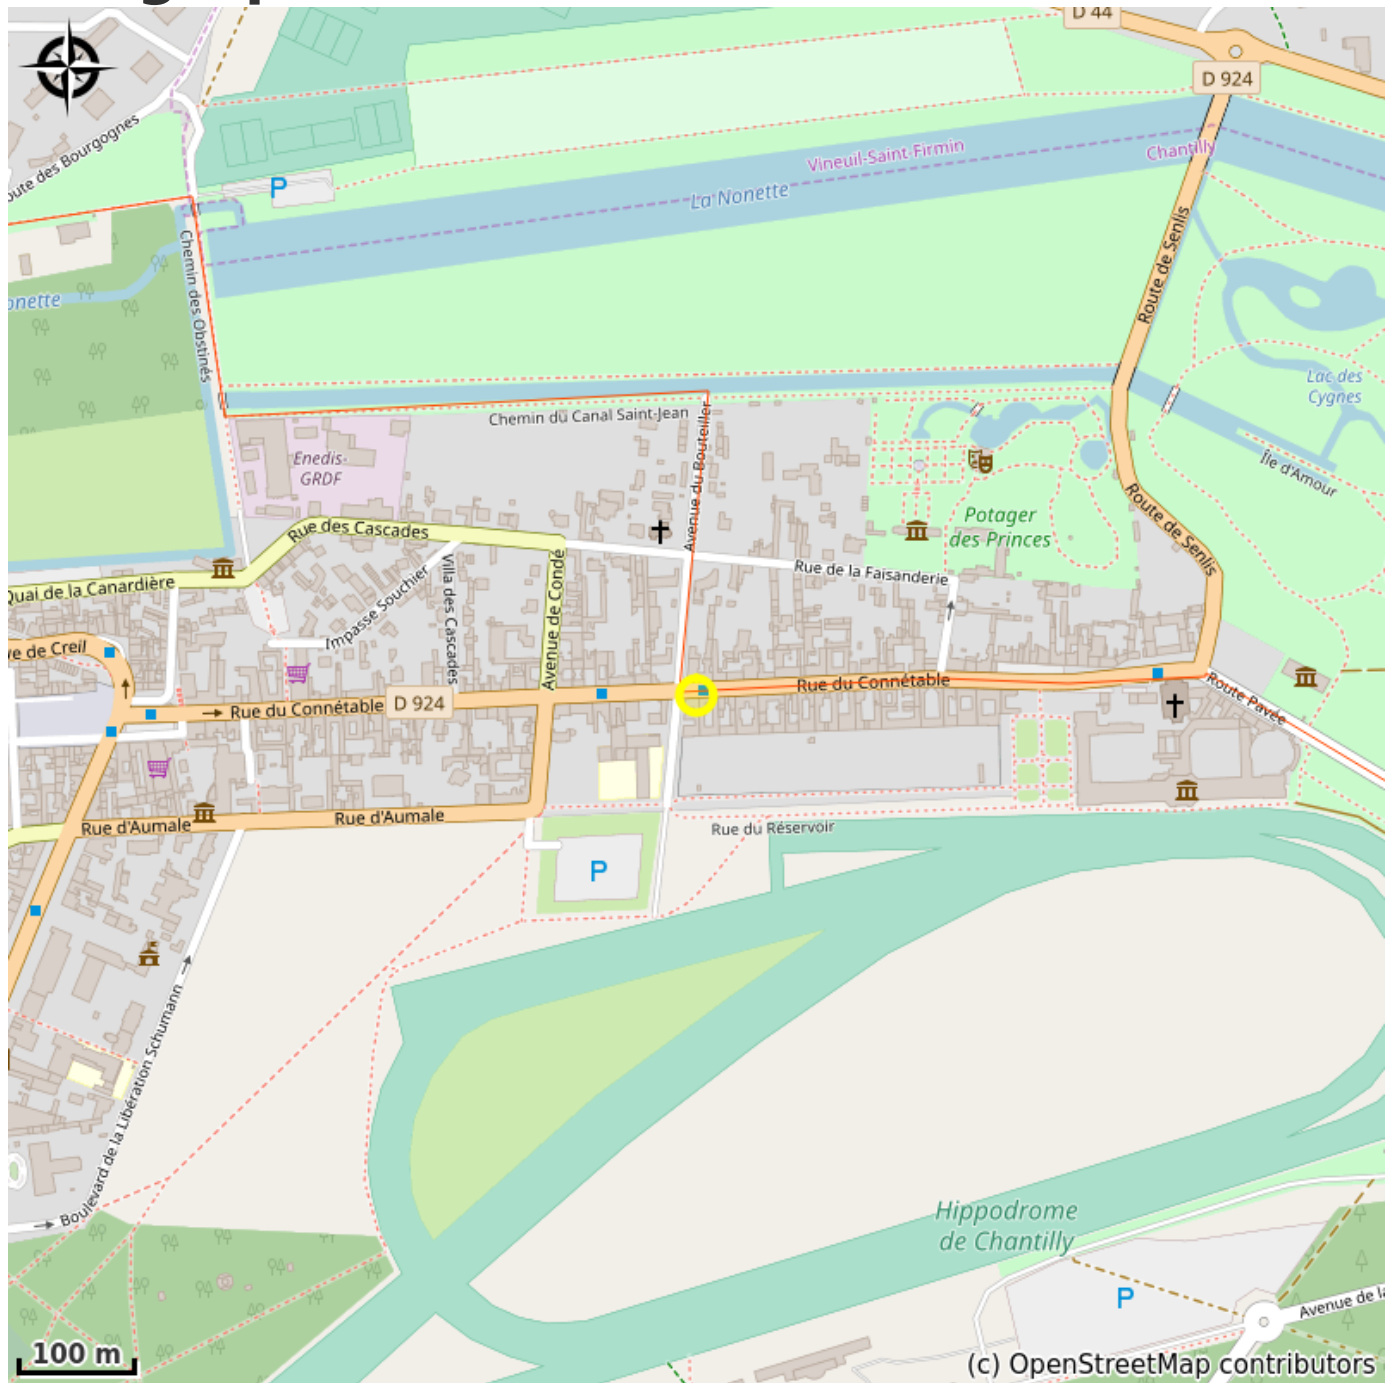 D 44
D 924
Route des Bourgognes
Vineuil-Saint-Firmin
Chantilly
P
La Nonette
Route de Senlis
Chemin des Obstinés
Nonette
Lac des
Cygnes
Chemin du Canal Saint-Jean
Avenue du Bouteiller
Enedis-
GRDF
Île d'Amour
Potager
des Princes
Route de Senlis
Rue des Cascades
Rue de la Faisanderie
Quai de la Canardière
Impasse Souchier
Villa des Cascades
Avenue de Condé
ve de Creil
Rue du Connétable
D 924
Rue du Connétable
Route Pavée
Rue d'Aumale
Rue d'Aumale
Rue du Réservoir
P
Boulevard de la Libération Schumann
Hippodrome
de Chantilly
P
Avenue de la
100 m
(c) OpenStreetMap contributors